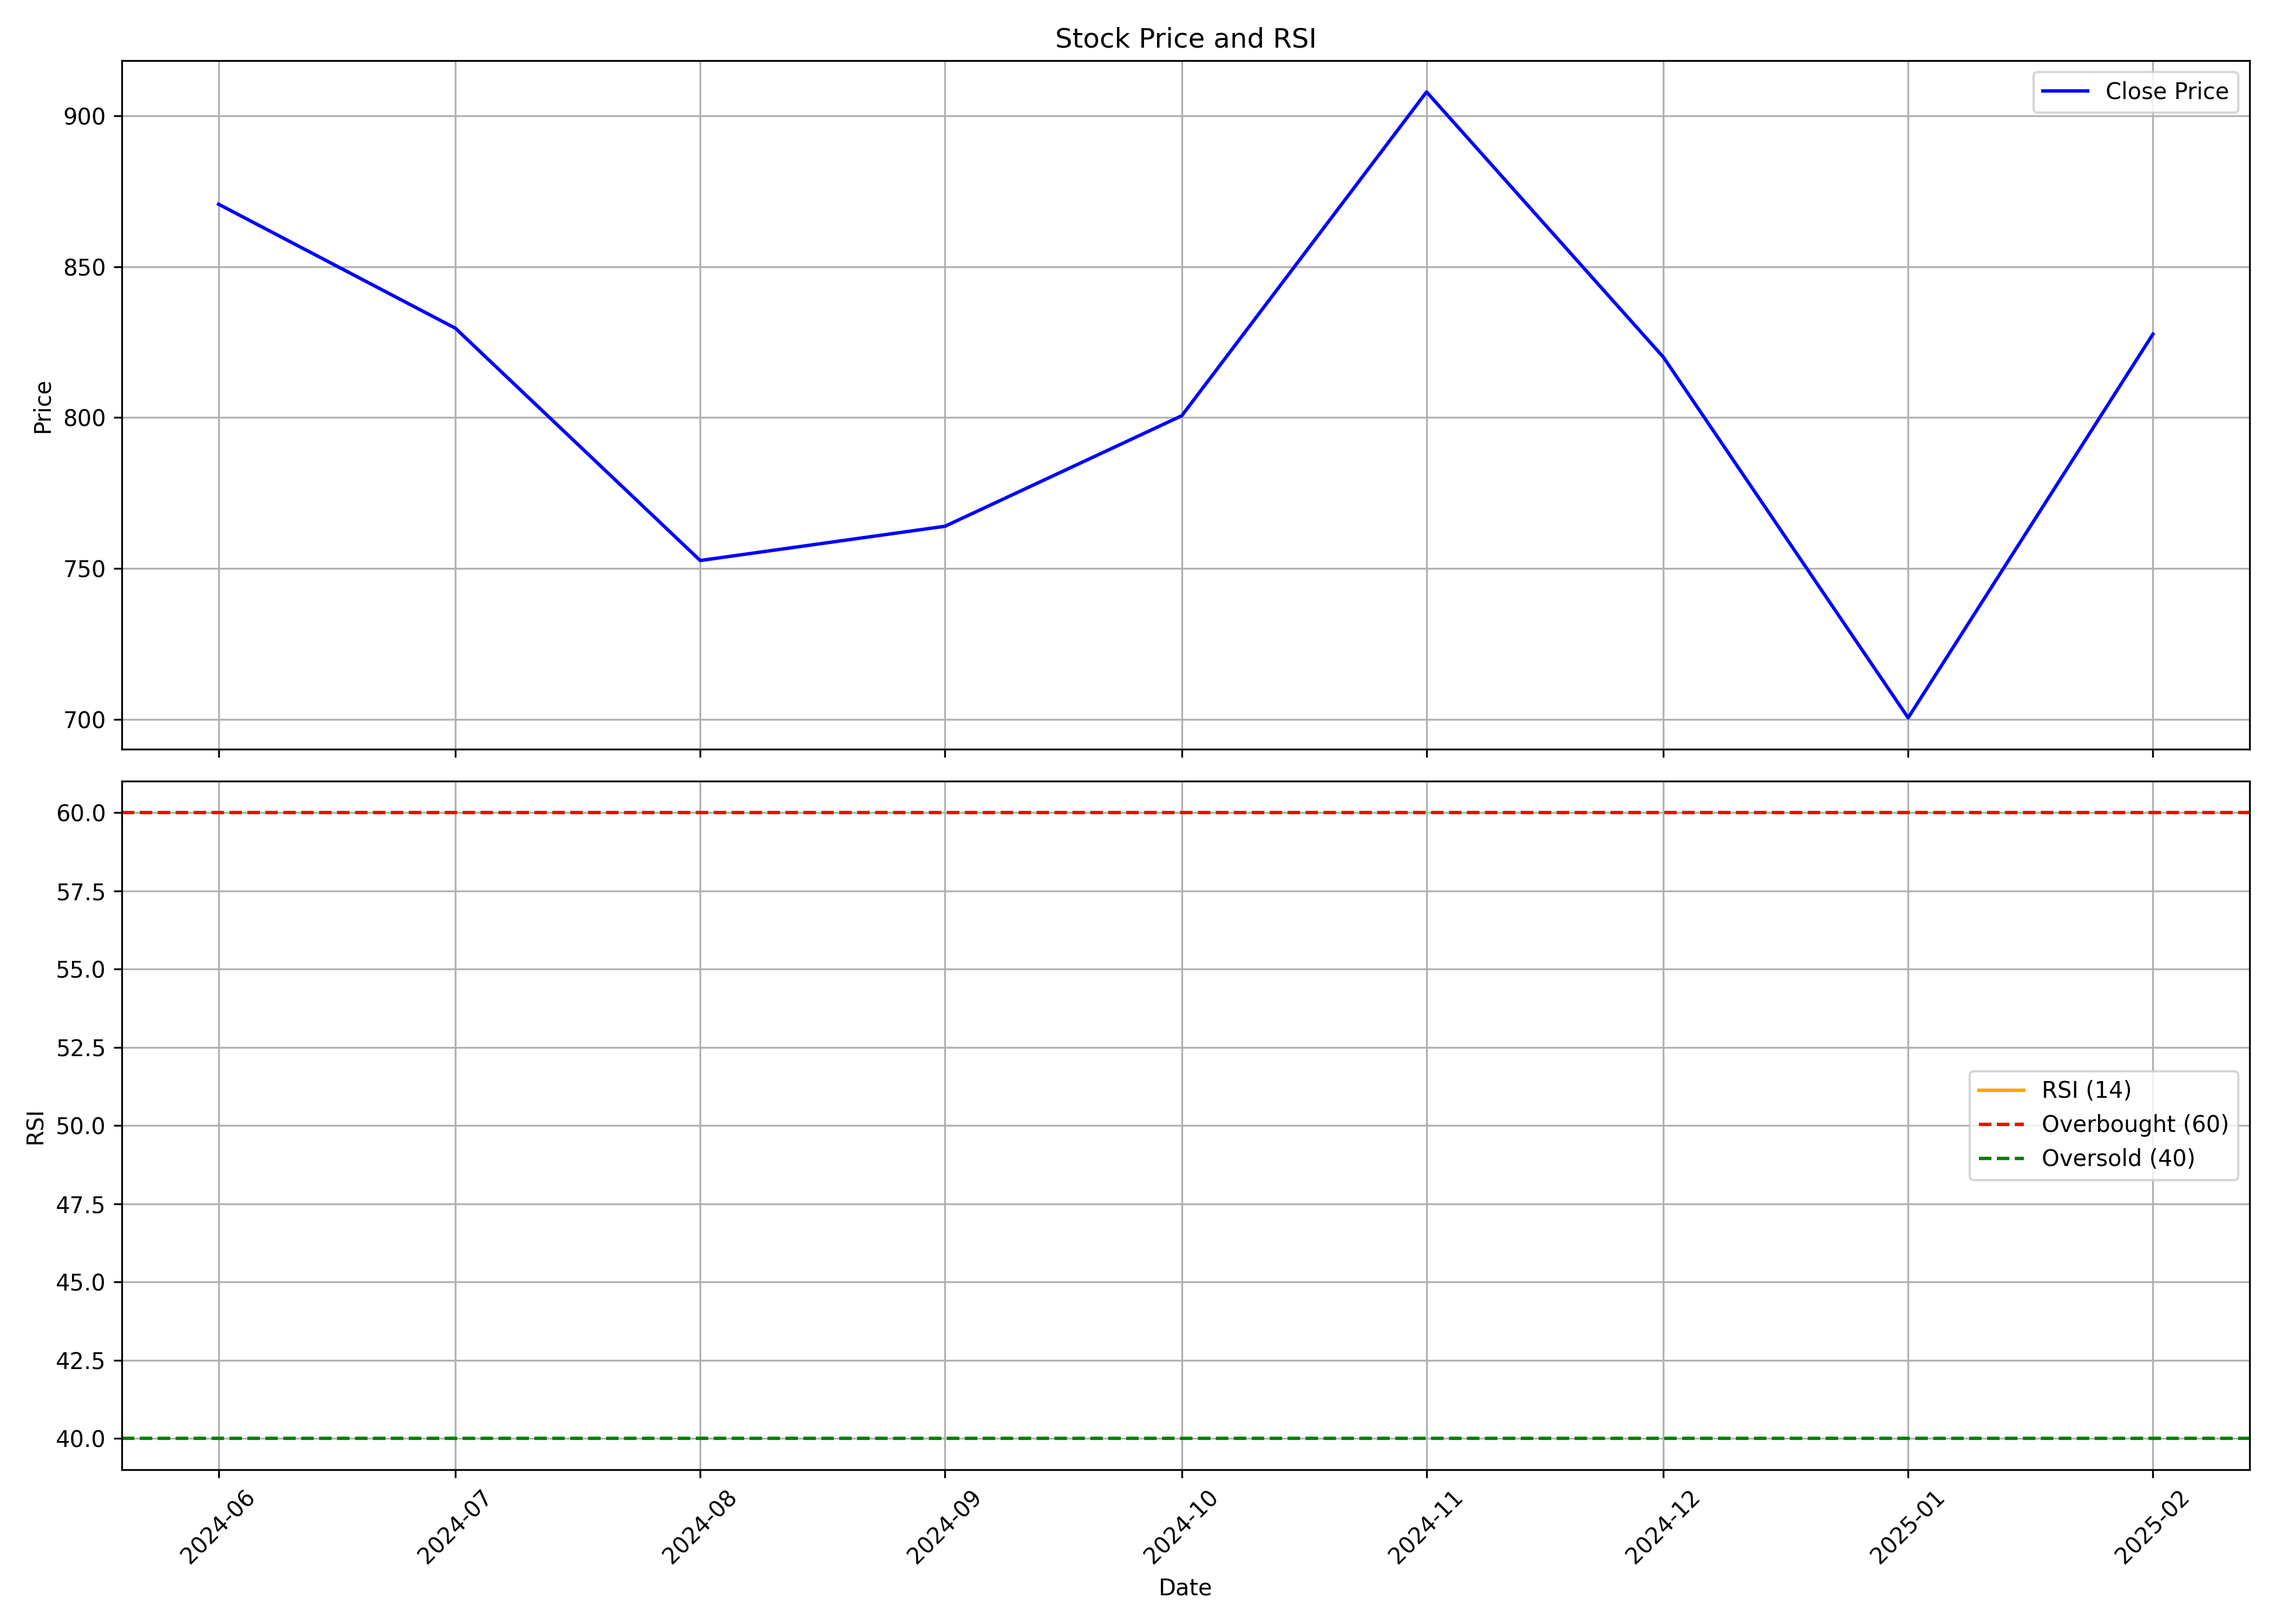 Stock Price and RSI
Close Price
900
850
800
750
700
Price
60.0
57.5
55.0
52.5
50.0
47.5
45.0
42.5
40.0
RSI
RSI (14)
Overbought (60)
Oversold (40)
2024-06
2024-07
2024-08
2024-09
2024-10
2024-11
2024-12
2025-01
2025-02
Date